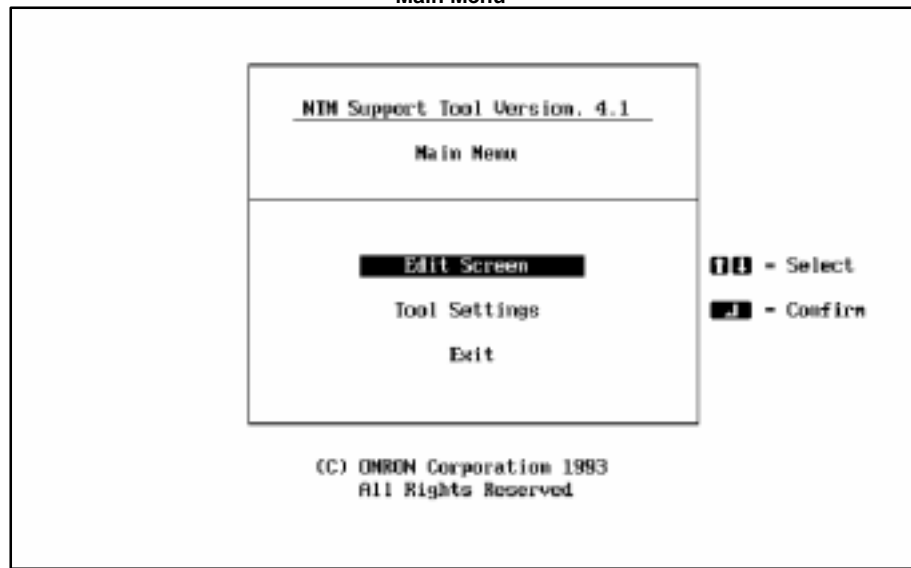 Main Menu
NTM Support Tool Version. 4.1
Main Menu
Edit Screen
↑↓ = Select
Tool Settings
↵ = Confirm
Exit
(C) OMRON Corporation 1993
All Rights Reserved